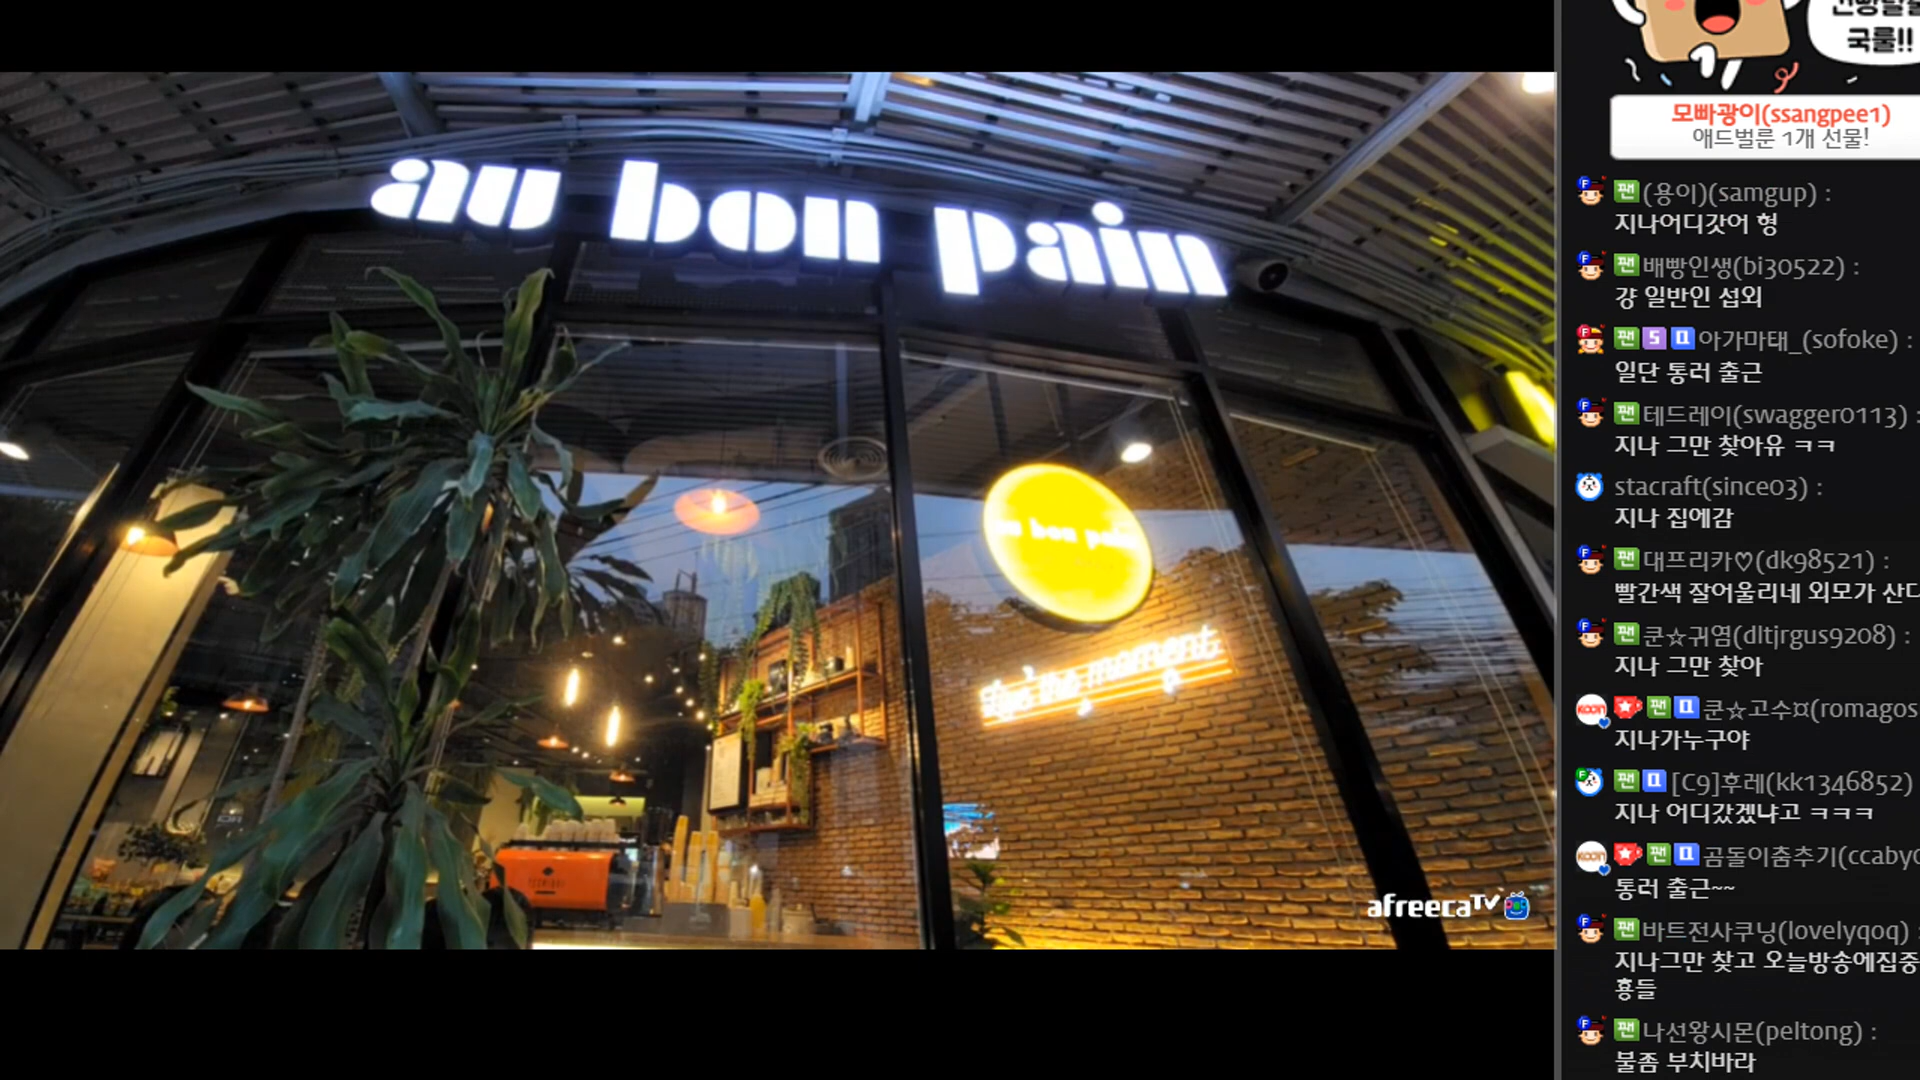 au bon pain
au bon pain
afreecaTV
국룰!!
모빠광이(ssangpee1)
애드벌룬 1개 선물!
팬 (용이)(samgup) :
지나어디갓어 형
팬 배빵인생(bi30522) :
걍 일반인 섭외
팬 S 아가마태_(sofoke) :
일단 통러 출근
팬 테드레이(swagger0113) :
지나 그만 찾아유 ㅋㅋ
stacraft(since03) :
지나 집에감
팬 대프리카♡(dk98521) :
빨간색 잘어울리네 외모가 산다
팬 쿤☆귀염(dltjrgus9208) :
지나 그만 찾아
팬 쿤☆고수¤(romagos
지나가누구야
팬 [C9]후레(kk1346852)
지나 어디갔겠냐고 ㅋㅋㅋ
팬 곰돌이춤추기(ccaby
통러 출근~~
팬 바트전사쿠닝(lovelyqoq) :
지나그만 찾고 오늘방송에집중
횽들
팬 나선왕시몬(peltong) :
불좀 부치바라